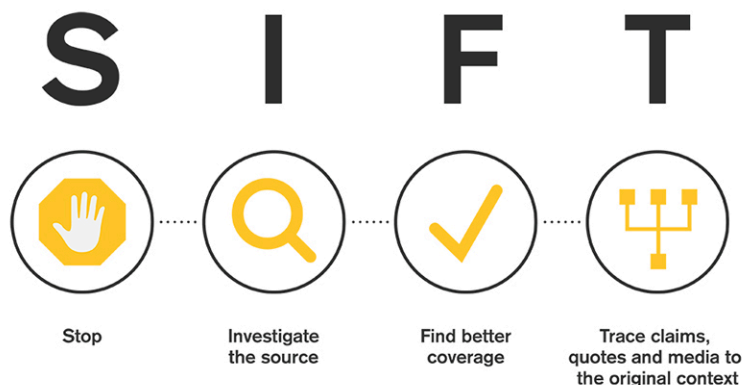 S I F T
Stop
Investigate
the source
Find better
coverage
Trace claims,
quotes and media to
the original context